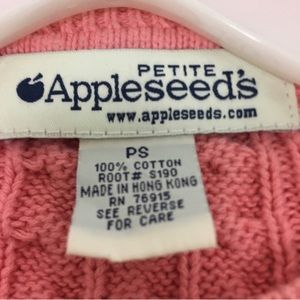 PETITE
Appleseed's
www.appleseeds.com
PS
100% COTTON
ROOT# S190
MADE IN HONG KONG
RN 76915
SEE REVERSE
FOR CARE